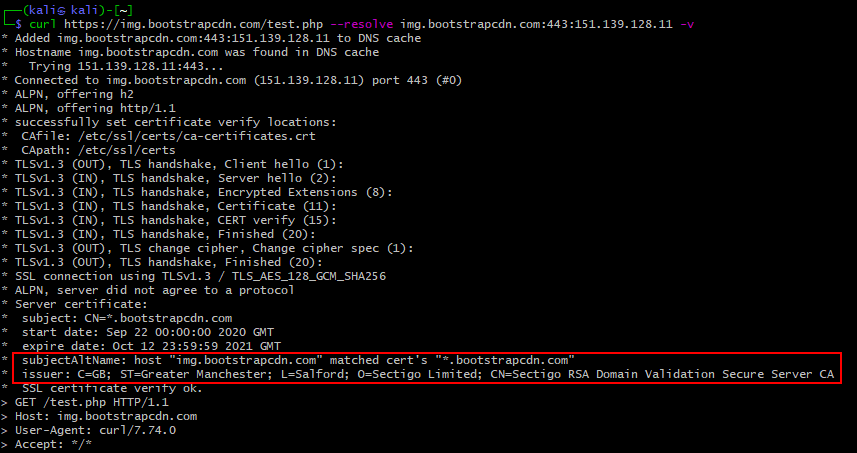 ┌──(kali㉿kali)-[~]
└─$ curl https://img.bootstrapcdn.com/test.php --resolve img.bootstrapcdn.com:443:151.139.128.11 -v
* Added img.bootstrapcdn.com:443:151.139.128.11 to DNS cache
* Hostname img.bootstrapcdn.com was found in DNS cache
*   Trying 151.139.128.11:443...
* Connected to img.bootstrapcdn.com (151.139.128.11) port 443 (#0)
* ALPN, offering h2
* ALPN, offering http/1.1
* successfully set certificate verify locations:
*  CAfile: /etc/ssl/certs/ca-certificates.crt
*  CApath: /etc/ssl/certs
* TLSv1.3 (OUT), TLS handshake, Client hello (1):
* TLSv1.3 (IN), TLS handshake, Server hello (2):
* TLSv1.3 (IN), TLS handshake, Encrypted Extensions (8):
* TLSv1.3 (IN), TLS handshake, Certificate (11):
* TLSv1.3 (IN), TLS handshake, CERT verify (15):
* TLSv1.3 (IN), TLS handshake, Finished (20):
* TLSv1.3 (OUT), TLS change cipher, Change cipher spec (1):
* TLSv1.3 (OUT), TLS handshake, Finished (20):
* SSL connection using TLSv1.3 / TLS_AES_128_GCM_SHA256
* ALPN, server did not agree to a protocol
* Server certificate:
*  subject: CN=*.bootstrapcdn.com
*  start date: Sep 22 00:00:00 2020 GMT
*  expire date: Oct 12 23:59:59 2021 GMT
*  subjectAltName: host "img.bootstrapcdn.com" matched cert's "*.bootstrapcdn.com"
*  issuer: C=GB; ST=Greater Manchester; L=Salford; O=Sectigo Limited; CN=Sectigo RSA Domain Validation Secure Server CA
*  SSL certificate verify ok.
> GET /test.php HTTP/1.1
> Host: img.bootstrapcdn.com
> User-Agent: curl/7.74.0
> Accept: */*